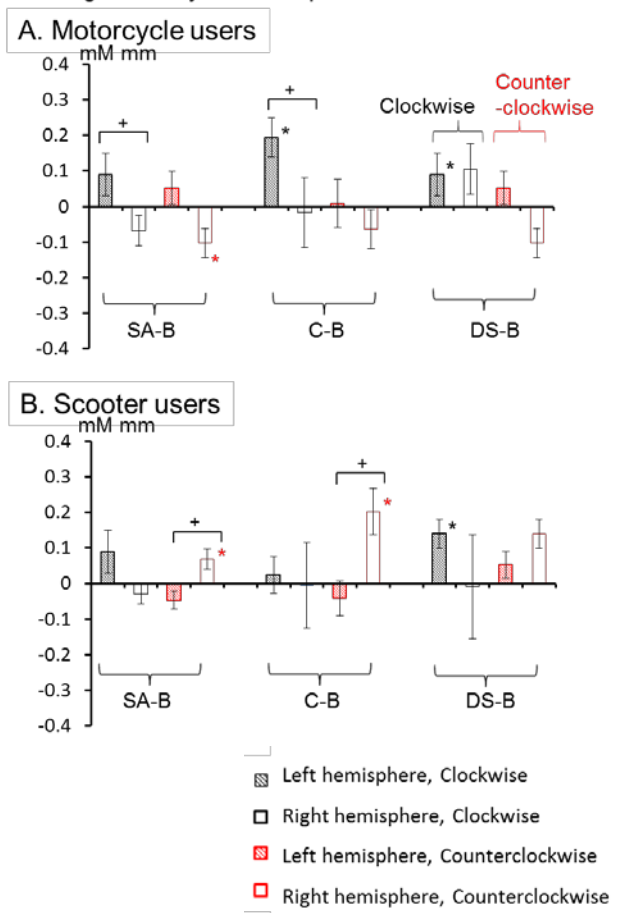 A. Motorcycle users
mM mm
0.4
0.3
0.2
0.1
0
-0.1
-0.2
-0.3
-0.4
+
+
*
Clockwise
Counter
-clockwise
*
*
SA-B
C-B
DS-B
B. Scooter users
mM mm
0.4
0.3
0.2
0.1
0
-0.1
-0.2
-0.3
-0.4
+
*
+
*
*
SA-B
C-B
DS-B
Left hemisphere, Clockwise
Right hemisphere, Clockwise
Left hemisphere, Counterclockwise
Right hemisphere, Counterclockwise